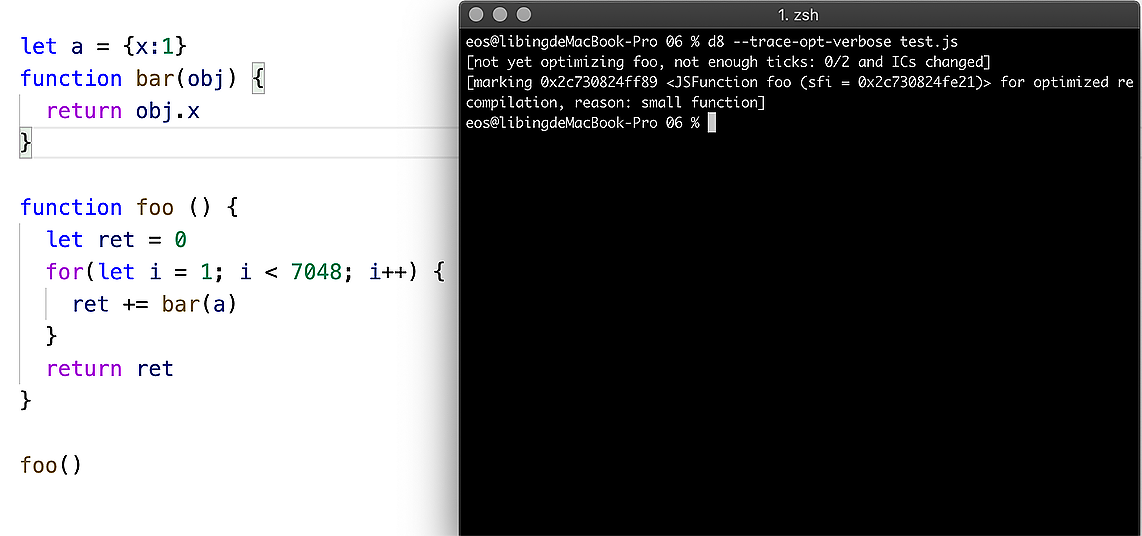 let a = {x:1}
function bar(obj) {
return obj.x
}
function foo () {
let ret = 0
for(let i = 1; i < 7048; i++) {
ret += bar(a)
}
return ret
}
foo()
1. zsh
eos@libingdeMacBook-Pro 06 % d8 --trace-opt-verbose test.js
[not yet optimizing foo, not enough ticks: 0/2 and ICs changed]
[marking 0x2c730824ff89 <JSFunction foo (sfi = 0x2c730824fe21)> for optimized re
compilation, reason: small function]
eos@libingdeMacBook-Pro 06 %